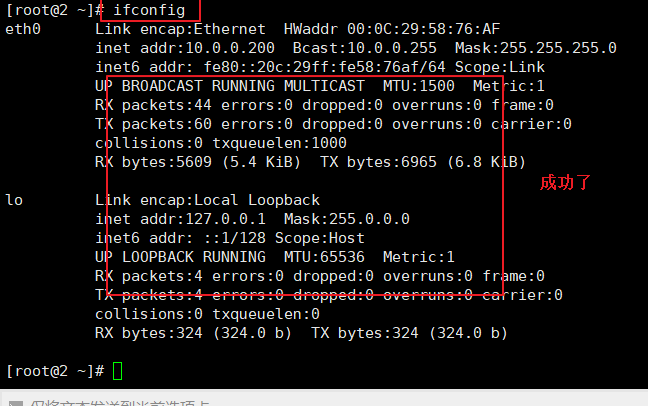 [root@2 ~]# ifconfig
eth0      Link encap:Ethernet  HWaddr 00:0C:29:58:76:AF
          inet addr:10.0.0.200  Bcast:10.0.0.255  Mask:255.255.255.0
          inet6 addr: fe80::20c:29ff:fe58:76af/64 Scope:Link
          UP BROADCAST RUNNING MULTICAST  MTU:1500  Metric:1
          RX packets:44 errors:0 dropped:0 overruns:0 frame:0
          TX packets:60 errors:0 dropped:0 overruns:0 carrier:0
          collisions:0 txqueuelen:1000
          RX bytes:5609 (5.4 KiB)  TX bytes:6965 (6.8 KiB)
成功了
lo        Link encap:Local Loopback
          inet addr:127.0.0.1  Mask:255.0.0.0
          inet6 addr: ::1/128 Scope:Host
          UP LOOPBACK RUNNING  MTU:65536  Metric:1
          RX packets:4 errors:0 dropped:0 overruns:0 frame:0
          TX packets:4 errors:0 dropped:0 overruns:0 carrier:0
          collisions:0 txqueuelen:0
          RX bytes:324 (324.0 b)  TX bytes:324 (324.0 b)
[root@2 ~]#